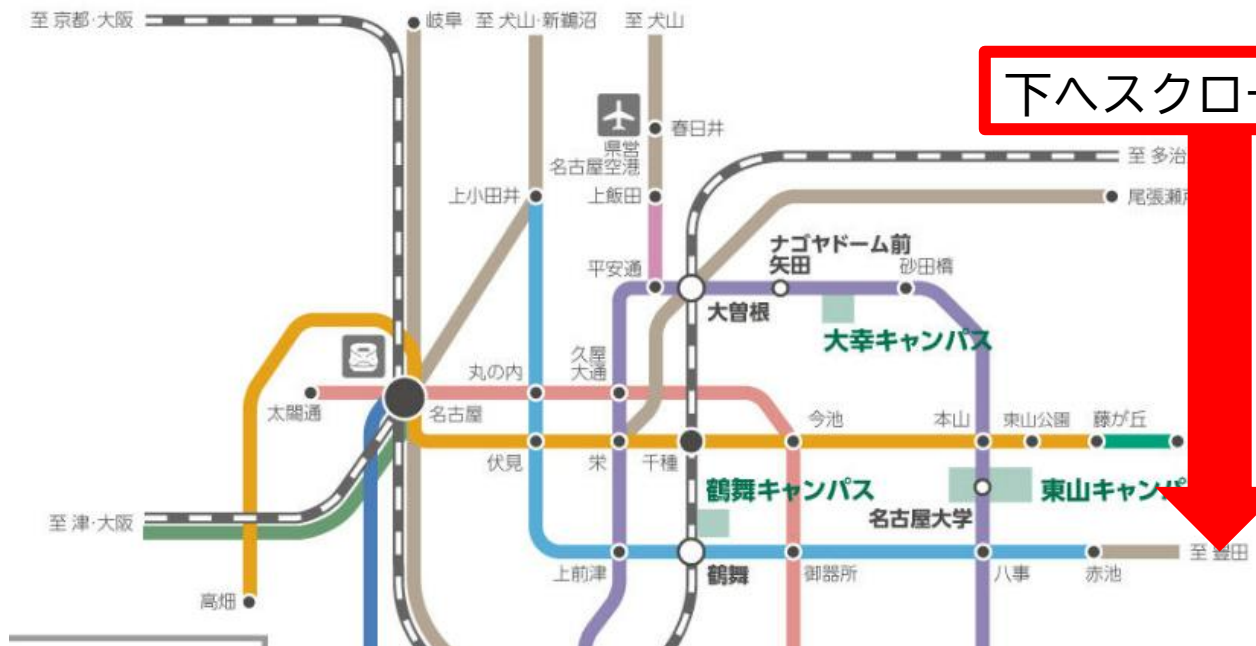 至 京都・大阪
岐阜
至 犬山・新鵜沼
至 犬山
下へスクロー
春日井
県営
名古屋空港
至 多治
上小田井
上飯田
尾張瀬戸
ナゴヤドーム前
矢田
砂田橋
平安通
大曽根
大幸キャンパス
久屋
大通
丸の内
太閤通
名古屋
今池
本山
東山公園
藤が丘
伏見
栄
千種
鶴舞キャンパス
東山キャンパ
名古屋大学
至 津・大阪
上前津
鶴舞
御器所
八事
赤池
至 豊田
高畑